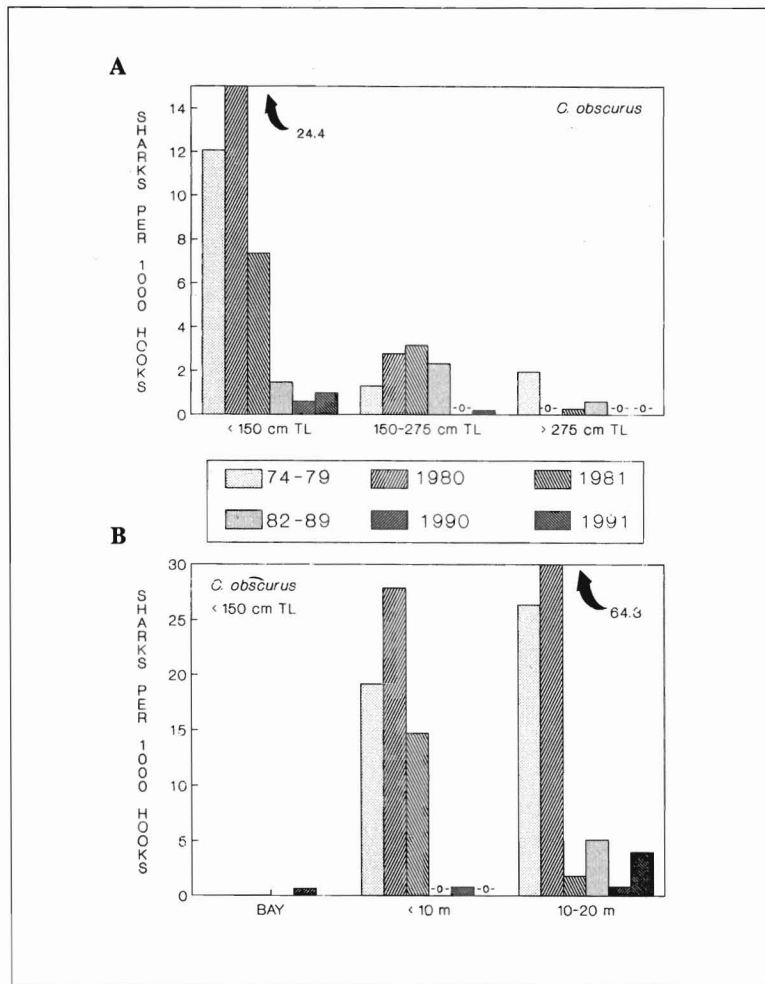 A
C. obscurus
24.4
SHARKS PER 1000 HOOKS
14
12
10
8
6
4
2
0
-0-
-0-
-0-
-0-
< 150 cm TL
150-275 cm TL
> 275 cm TL
74-79
1980
1981
82-89
1990
1991
B
C. obscurus
< 150 cm TL
64.3
SHARKS PER 1000 HOOKS
30
25
20
15
10
5
0
-0-
-0-
BAY
< 10 m
10-20 m